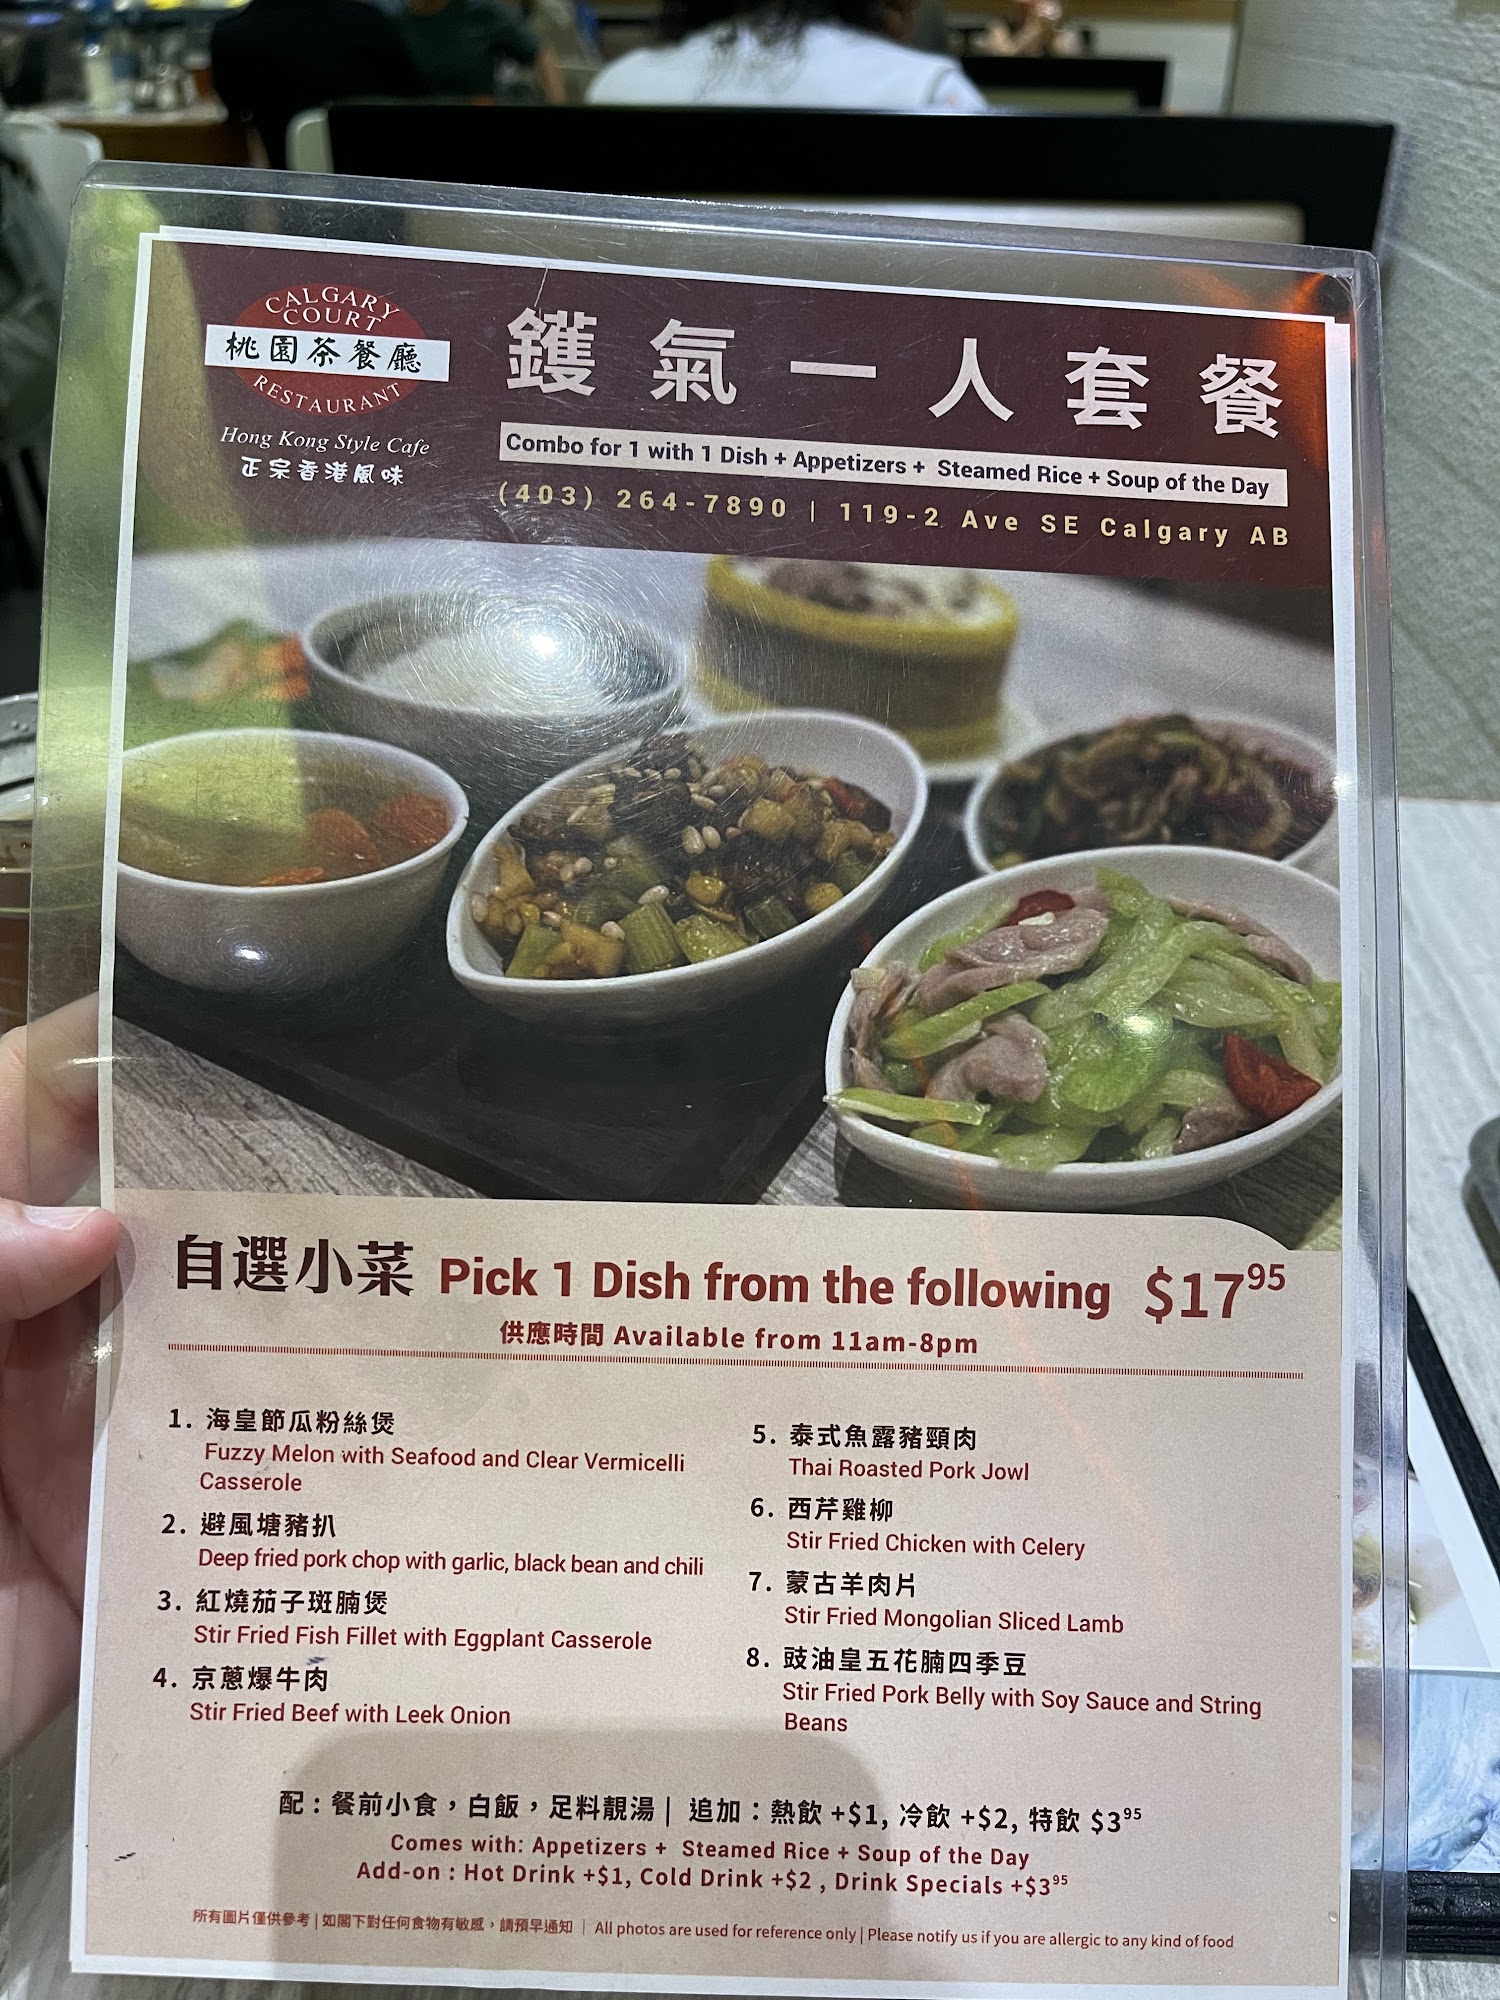 CALGARY
COURT
桃園茶餐廳
RESTAURANT
Hong Kong Style Cafe
正宗香港風味
鑊氣一人套餐
Combo for 1 with 1 Dish + Appetizers + Steamed Rice + Soup of the Day
(403) 264-7890 | 119-2 Ave SE Calgary AB
自選小菜 Pick 1 Dish from the following $17⁹⁵
供應時間 Available from 11am-8pm
1. 海皇節瓜粉絲煲
Fuzzy Melon with Seafood and Clear Vermicelli
Casserole
2. 避風塘豬扒
Deep fried pork chop with garlic, black bean and chili
3. 紅燒茄子斑腩煲
Stir Fried Fish Fillet with Eggplant Casserole
4. 京蔥爆牛肉
Stir Fried Beef with Leek Onion
5. 泰式魚露豬頸肉
Thai Roasted Pork Jowl
6. 西芹雞柳
Stir Fried Chicken with Celery
7. 蒙古羊肉片
Stir Fried Mongolian Sliced Lamb
8. 豉油皇五花腩四季豆
Stir Fried Pork Belly with Soy Sauce and String
Beans
配：餐前小食，白飯，足料靚湯 | 追加：熱飲 +$1, 冷飲 +$2, 特飲 $3⁹⁵
Comes with: Appetizers + Steamed Rice + Soup of the Day
Add-on : Hot Drink +$1, Cold Drink +$2 , Drink Specials +$3⁹⁵
所有圖片僅供參考 | 如閣下對任何食物有敏感，請預早通知 | All photos are used for reference only | Please notify us if you are allergic to any kind of food